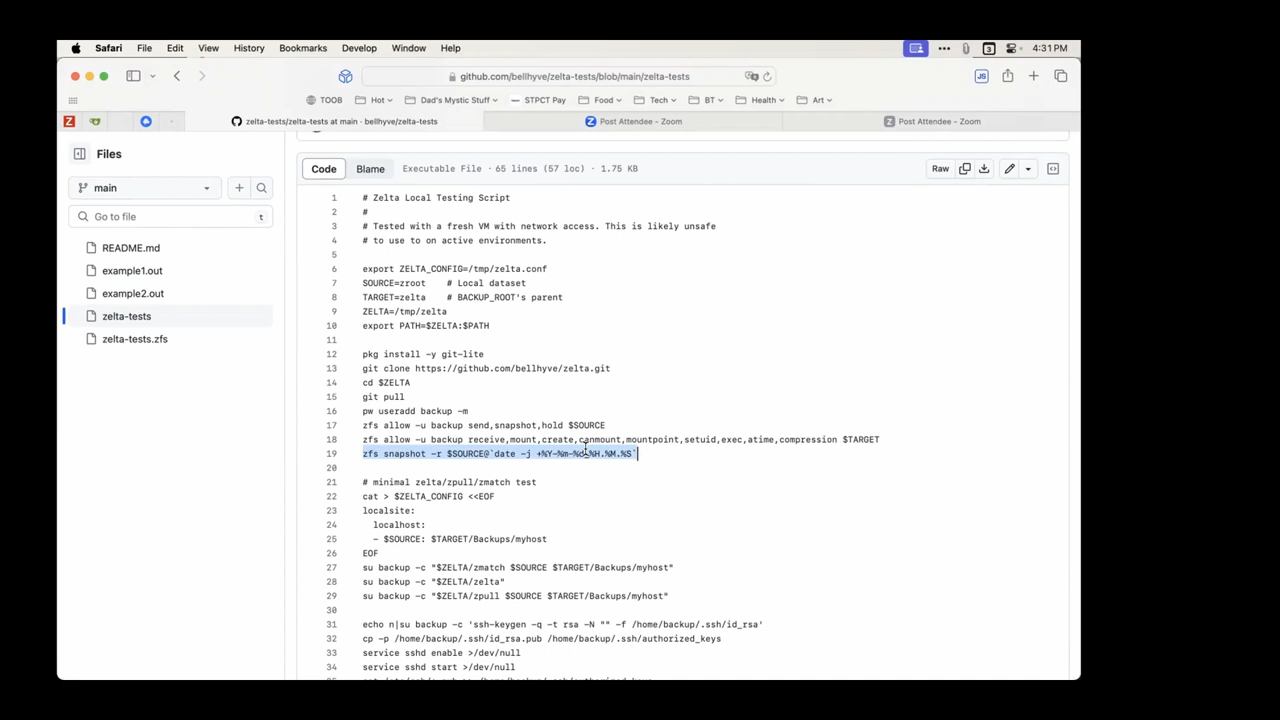 Safari File Edit View History Bookmarks Develop Window Help 3 4:31 PM
github.com/bellhyve/zelta-tests/blob/main/zelta-tests JS
TOOB Hot Dad's Mystic Stuff STPCT Pay Food Tech BT Health Art
Z zelta-tests/zelta-tests at main · bellhyve/zelta-tests Post Attendee - Zoom Z Post Attendee - Zoom
Files
main
Go to file t
README.md
example1.out
example2.out
zelta-tests
zelta-tests.zfs
Code Blame Executable File · 65 lines (57 loc) · 1.75 KB Raw
1 # Zelta Local Testing Script
2 #
3 # Tested with a fresh VM with network access. This is likely unsafe
4 # to use to on active environments.
5
6 export ZELTA_CONFIG=/tmp/zelta.conf
7 SOURCE=zroot # Local dataset
8 TARGET=zelta # BACKUP_ROOT's parent
9 ZELTA=/tmp/zelta
10 export PATH=$ZELTA:$PATH
11
12 pkg install -y git-lite
13 git clone https://github.com/bellhyve/zelta.git
14 cd $ZELTA
15 git pull
16 pw useradd backup -m
17 zfs allow -u backup send,snapshot,hold $SOURCE
18 zfs allow -u backup receive,mount,create,canmount,mountpoint,setuid,exec,atime,compression $TARGET
19 zfs snapshot -r $SOURCE@`date -j +%Y-%m-%d-%H.%M.%S`
20
21 # minimal zelta/zpull/zmatch test
22 cat > $ZELTA_CONFIG <<EOF
23 localsite:
24 localhost:
25 - $SOURCE: $TARGET/Backups/myhost
26 EOF
27 su backup -c "$ZELTA/zmatch $SOURCE $TARGET/Backups/myhost"
28 su backup -c "$ZELTA/zelta"
29 su backup -c "$ZELTA/zpull $SOURCE $TARGET/Backups/myhost"
30
31 echo n|su backup -c 'ssh-keygen -q -t rsa -N "" -f /home/backup/.ssh/id_rsa'
32 cp -p /home/backup/.ssh/id_rsa.pub /home/backup/.ssh/authorized_keys
33 service sshd enable >/dev/null
34 service sshd start >/dev/null